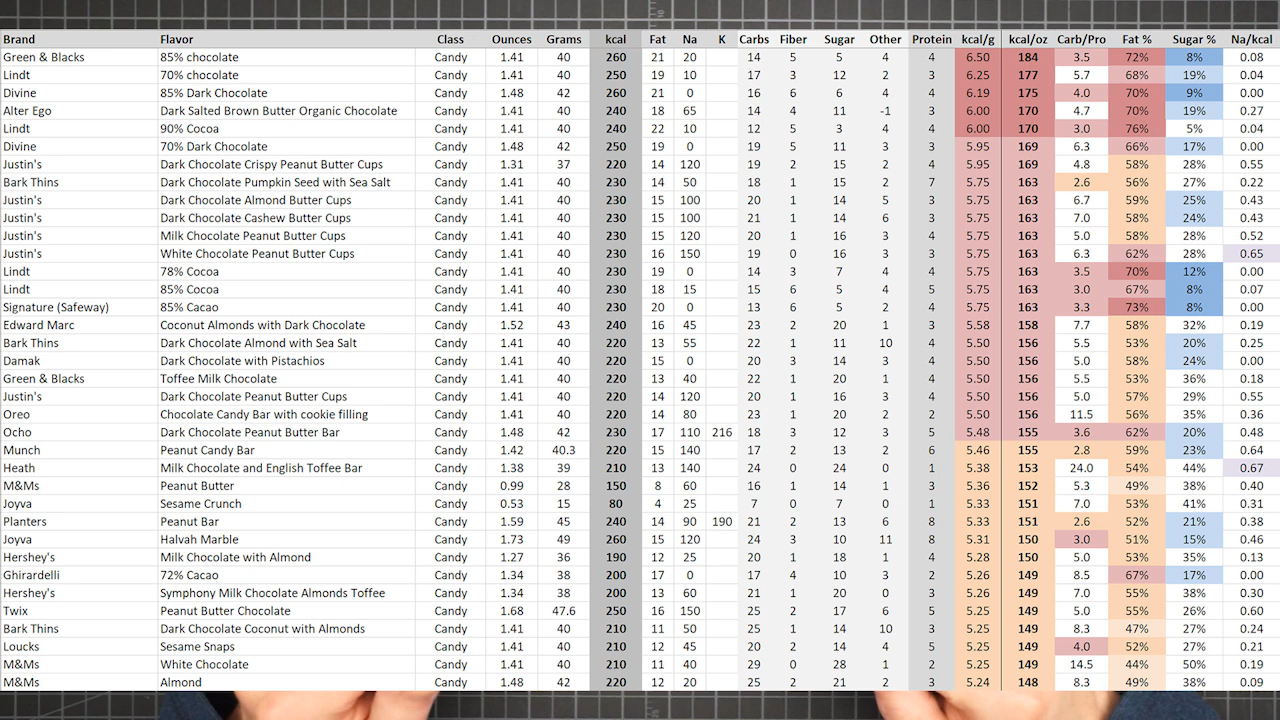 Brand Flavor Class Ounces Grams kcal Fat Na K Carbs Fiber Sugar Other Protein kcal/g kcal/oz Carb/Pro Fat % Sugar % Na/kcal
Green & Blacks 85% chocolate Candy 1.41 40 260 21 20 14 5 5 4 4 6.50 184 3.5 72% 8% 0.08
Lindt 70% chocolate Candy 1.41 40 250 19 10 17 3 12 2 3 6.25 177 5.7 68% 19% 0.04
Divine 85% Dark Chocolate Candy 1.48 42 260 21 0 16 6 6 4 4 6.19 175 4.0 70% 9% 0.00
Alter Ego Dark Salted Brown Butter Organic Chocolate Candy 1.41 40 240 18 65 14 4 11 -1 3 6.00 170 4.7 70% 19% 0.27
Lindt 90% Cocoa Candy 1.41 40 240 22 10 12 5 3 4 4 6.00 170 3.0 76% 5% 0.04
Divine 70% Dark Chocolate Candy 1.48 42 250 19 0 19 5 11 3 3 5.95 169 6.3 66% 17% 0.00
Justin's Dark Chocolate Crispy Peanut Butter Cups Candy 1.31 37 220 14 120 19 2 15 2 4 5.95 169 4.8 58% 28% 0.55
Bark Thins Dark Chocolate Pumpkin Seed with Sea Salt Candy 1.41 40 230 14 50 18 1 15 2 7 5.75 163 2.6 56% 27% 0.22
Justin's Dark Chocolate Almond Butter Cups Candy 1.41 40 230 15 100 20 1 14 5 3 5.75 163 6.7 59% 25% 0.43
Justin's Dark Chocolate Cashew Butter Cups Candy 1.41 40 230 15 100 21 1 14 6 3 5.75 163 7.0 58% 24% 0.43
Justin's Milk Chocolate Peanut Butter Cups Candy 1.41 40 230 15 120 20 1 16 3 4 5.75 163 5.0 58% 28% 0.52
Justin's White Chocolate Peanut Butter Cups Candy 1.41 40 230 16 150 19 0 16 3 3 5.75 163 6.3 62% 28% 0.65
Lindt 78% Cocoa Candy 1.41 40 230 19 0 14 3 7 4 4 5.75 163 3.5 70% 12% 0.00
Lindt 85% Cocoa Candy 1.41 40 230 18 15 15 6 5 4 5 5.75 163 3.0 67% 8% 0.07
Signature (Safeway) 85% Cacao Candy 1.41 40 230 20 0 13 6 5 2 4 5.75 163 3.3 73% 8% 0.00
Edward Marc Coconut Almonds with Dark Chocolate Candy 1.52 43 240 16 45 23 2 20 1 3 5.58 158 7.7 58% 32% 0.19
Bark Thins Dark Chocolate Almond with Sea Salt Candy 1.41 40 220 13 55 22 1 11 10 4 5.50 156 5.5 53% 20% 0.25
Damak Dark Chocolate with Pistachios Candy 1.41 40 220 15 0 20 3 14 3 4 5.50 156 5.0 58% 24% 0.00
Green & Blacks Toffee Milk Chocolate Candy 1.41 40 220 13 40 22 1 20 1 4 5.50 156 5.5 53% 36% 0.18
Justin's Dark Chocolate Peanut Butter Cups Candy 1.41 40 220 14 120 20 1 16 3 4 5.50 156 5.0 57% 29% 0.55
Oreo Chocolate Candy Bar with cookie filling Candy 1.41 40 220 14 80 23 1 20 2 2 5.50 156 11.5 56% 35% 0.36
Ocho Dark Chocolate Peanut Butter Bar Candy 1.48 42 230 17 110 216 18 3 12 3 5 5.48 155 3.6 62% 20% 0.48
Munch Peanut Candy Bar Candy 1.42 40.3 220 15 140 17 2 13 2 6 5.46 155 2.8 59% 23% 0.64
Heath Milk Chocolate and English Toffee Bar Candy 1.38 39 210 13 140 24 0 24 0 1 5.38 153 24.0 54% 44% 0.67
M&Ms Peanut Butter Candy 0.99 28 150 8 60 16 1 14 1 3 5.36 152 5.3 49% 38% 0.40
Joyva Sesame Crunch Candy 0.53 15 80 4 25 7 0 7 0 1 5.33 151 7.0 53% 41% 0.31
Planters Peanut Bar Candy 1.59 45 240 14 90 190 21 2 13 6 8 5.33 151 2.6 52% 21% 0.38
Joyva Halvah Marble Candy 1.73 49 260 15 120 24 3 10 11 8 5.31 150 3.0 51% 15% 0.46
Hershey's Milk Chocolate with Almond Candy 1.27 36 190 12 25 20 1 18 1 4 5.28 150 5.0 53% 35% 0.13
Ghirardelli 72% Cacao Candy 1.34 38 200 17 0 17 4 10 3 2 5.26 149 8.5 67% 17% 0.00
Hershey's Symphony Milk Chocolate Almonds Toffee Candy 1.34 38 200 13 60 21 1 20 0 3 5.26 149 7.0 55% 38% 0.30
Twix Peanut Butter Chocolate Candy 1.68 47.6 250 16 150 25 2 17 6 5 5.25 149 5.0 55% 26% 0.60
Bark Thins Dark Chocolate Coconut with Almonds Candy 1.41 40 210 11 50 25 1 14 10 3 5.25 149 8.3 47% 27% 0.24
Loucks Sesame Snaps Candy 1.41 40 210 12 45 20 2 14 4 5 5.25 149 4.0 52% 27% 0.21
M&Ms White Chocolate Candy 1.41 40 210 11 40 29 0 28 1 2 5.25 149 14.5 44% 50% 0.19
M&Ms Almond Candy 1.48 42 220 12 20 25 2 21 2 3 5.24 148 8.3 49% 38% 0.09